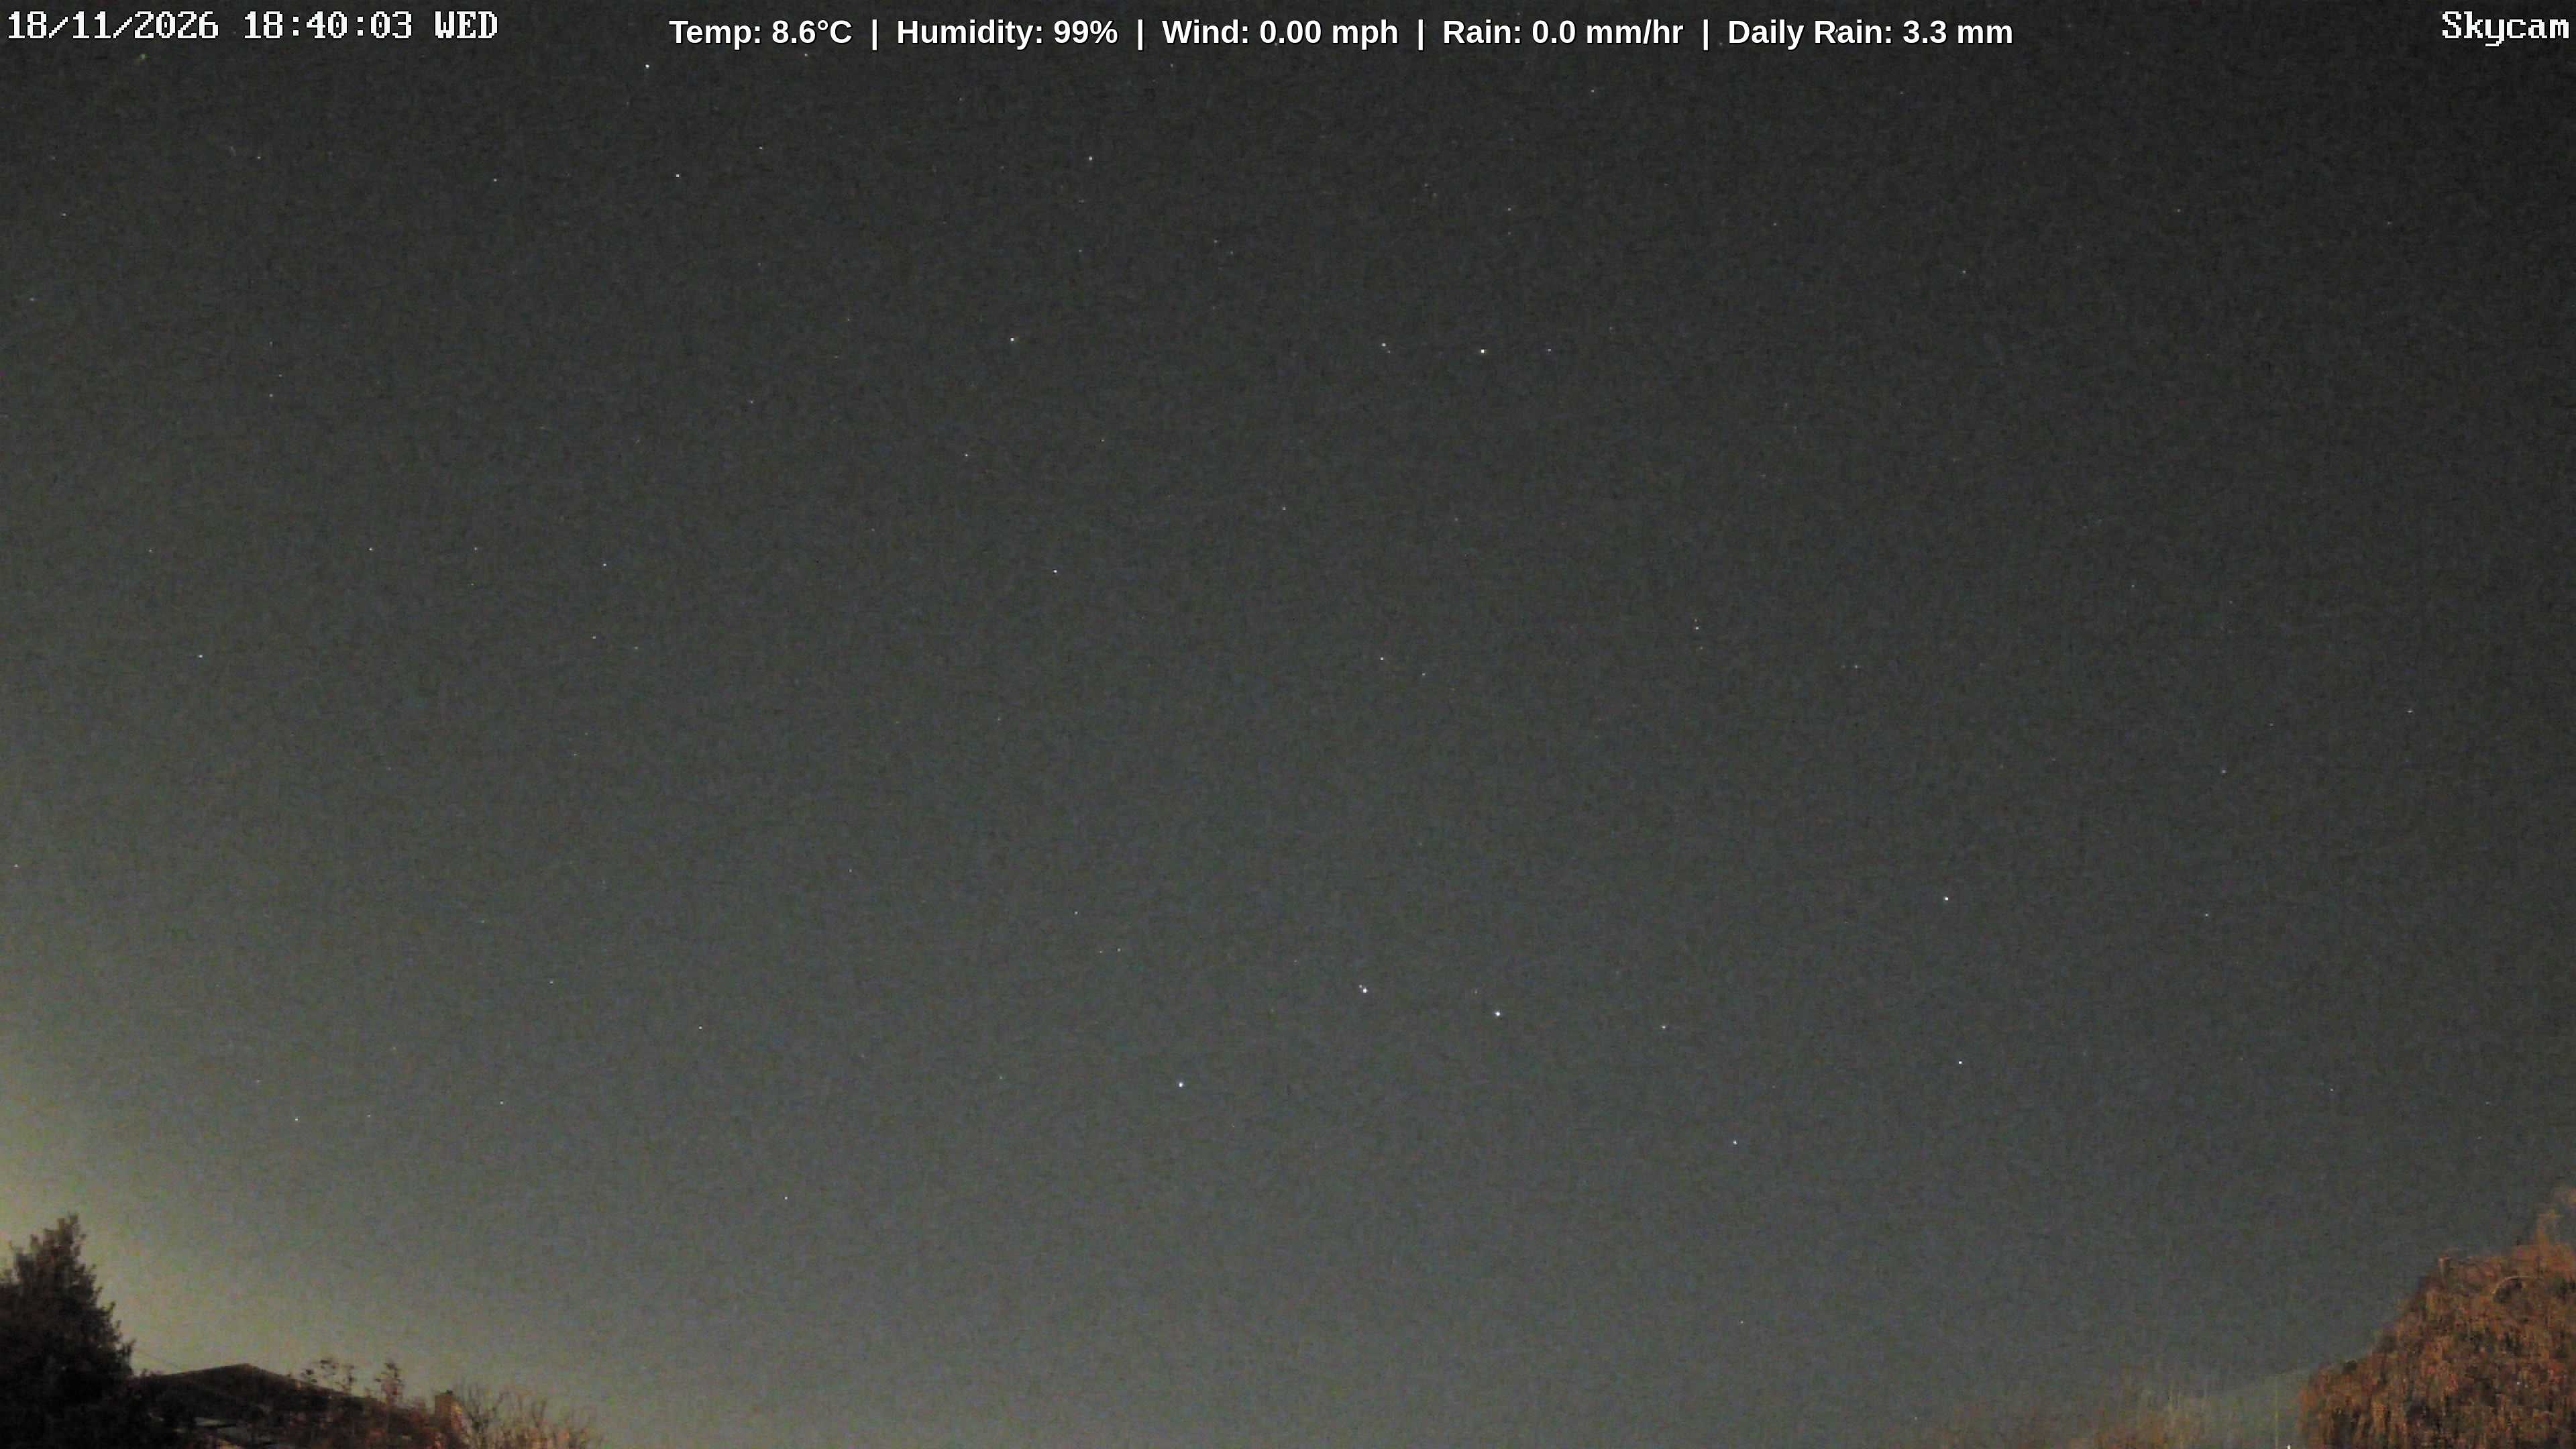 18/11/2026 18:40:03 WED
Temp: 8.6°C | Humidity: 99% | Wind: 0.00 mph | Rain: 0.0 mm/hr | Daily Rain: 3.3 mm
Skycam